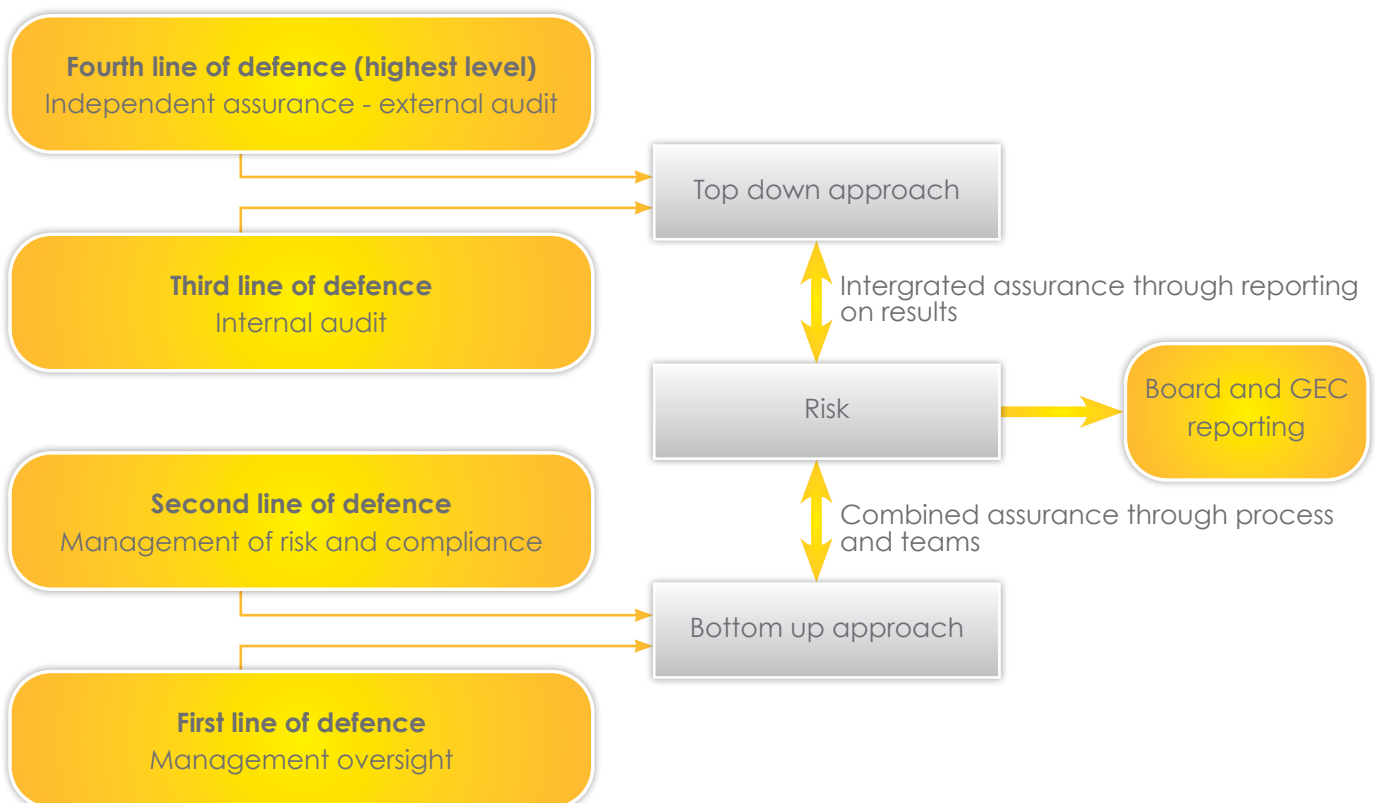 Fourth line of defence (highest level)
Independent assurance - external audit
Top down approach
Third line of defence
Internal audit
Intergrated assurance through reporting
on results
Risk
Board and GEC
reporting
Second line of defence
Management of risk and compliance
Combined assurance through process
and teams
Bottom up approach
First line of defence
Management oversight